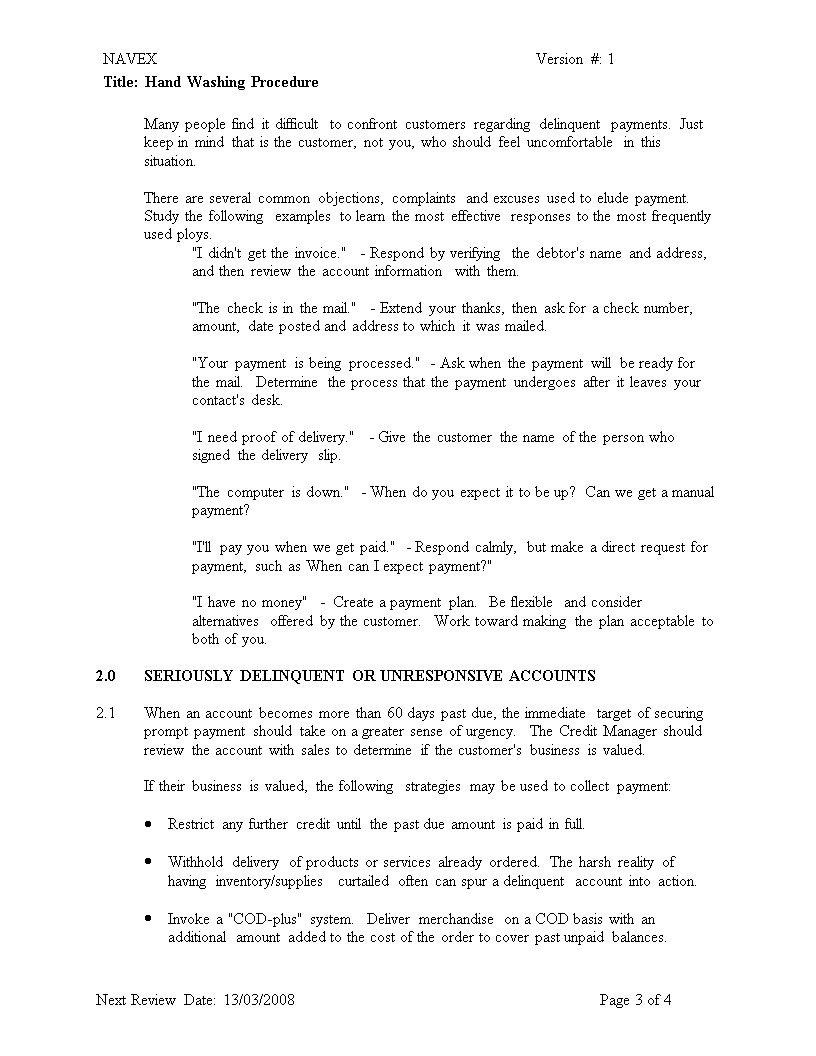 NAVEX Version #: 1
Title: Hand Washing Procedure
Many people find it difficult to confront customers regarding delinquent payments. Just
keep in mind that is the customer, not you, who should feel uncomfortable in this
situation.
There are several common objections, complaints and excuses used to elude payment.
Study the following examples to learn the most effective responses to the most frequently
used ploys.
"I didn't get the invoice." - Respond by verifying the debtor's name and address,
and then review the account information with them.
"The check is in the mail." - Extend your thanks, then ask for a check number,
amount, date posted and address to which it was mailed.
"Your payment is being processed." - Ask when the payment will be ready for
the mail. Determine the process that the payment undergoes after it leaves your
contact's desk.
"I need proof of delivery." - Give the customer the name of the person who
signed the delivery slip.
"The computer is down." - When do you expect it to be up? Can we get a manual
payment?
"I'll pay you when we get paid." - Respond calmly, but make a direct request for
payment, such as When can I expect payment?"
"I have no money" - Create a payment plan. Be flexible and consider
alternatives offered by the customer. Work toward making the plan acceptable to
both of you.
2.0 SERIOUSLY DELINQUENT OR UNRESPONSIVE ACCOUNTS
2.1 When an account becomes more than 60 days past due, the immediate target of securing
prompt payment should take on a greater sense of urgency. The Credit Manager should
review the account with sales to determine if the customer's business is valued.
If their business is valued, the following strategies may be used to collect payment:
• Restrict any further credit until the past due amount is paid in full.
• Withhold delivery of products or services already ordered. The harsh reality of
having inventory/supplies curtailed often can spur a delinquent account into action.
• Invoke a "COD-plus" system. Deliver merchandise on a COD basis with an
additional amount added to the cost of the order to cover past unpaid balances.
Next Review Date: 13/03/2008 Page 3 of 4